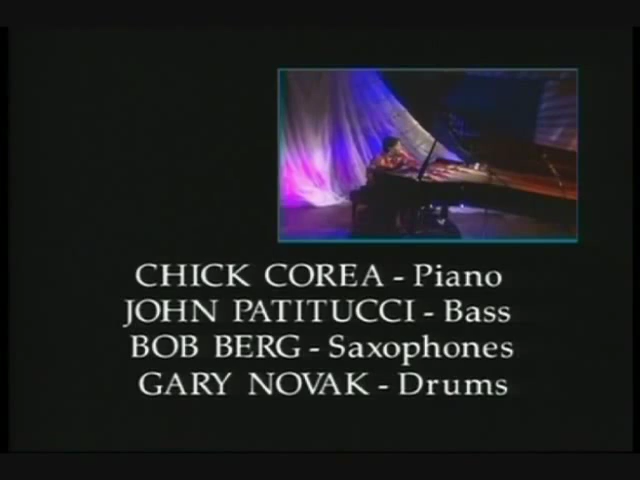 CHICK COREA - Piano
JOHN PATITUCCI - Bass
BOB BERG - Saxophones
GARY NOVAK - Drums